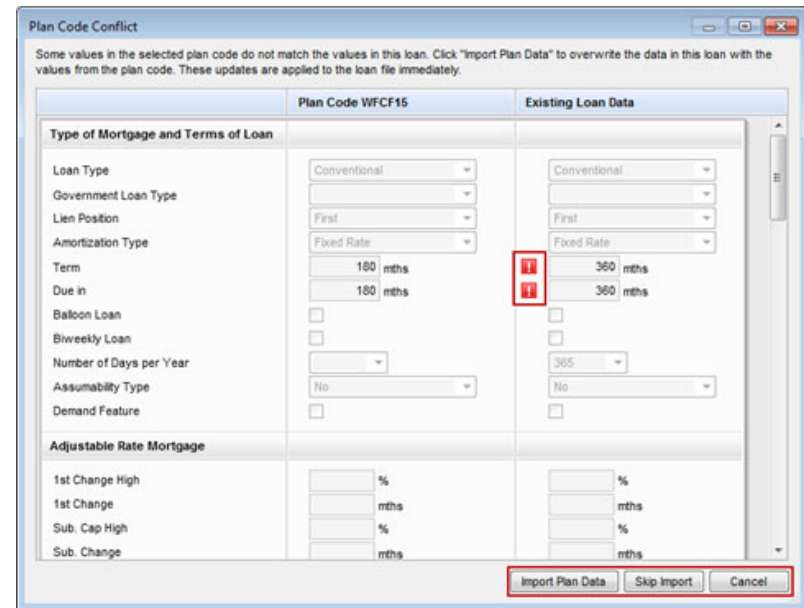 Plan Code Conflict
Some values in the selected plan code do not match the values in this loan. Click "Import Plan Data" to overwrite the data in this loan with the
values from the plan code. These updates are applied to the loan file immediately.
Plan Code WFCF15 Existing Loan Data
Type of Mortgage and Terms of Loan
Loan Type Conventional Conventional
Government Loan Type
Lien Position First First
Amortization Type Fixed Rate Fixed Rate
Term 180 mths ! 360 mths
Due in 180 mths ! 360 mths
Balloon Loan
Biweekly Loan
Number of Days per Year 365
Assumability Type No No
Demand Feature
Adjustable Rate Mortgage
1st Change High % %
1st Change mths mths
Sub. Cap High % %
Sub. Change mths mths
Import Plan Data Skip Import Cancel